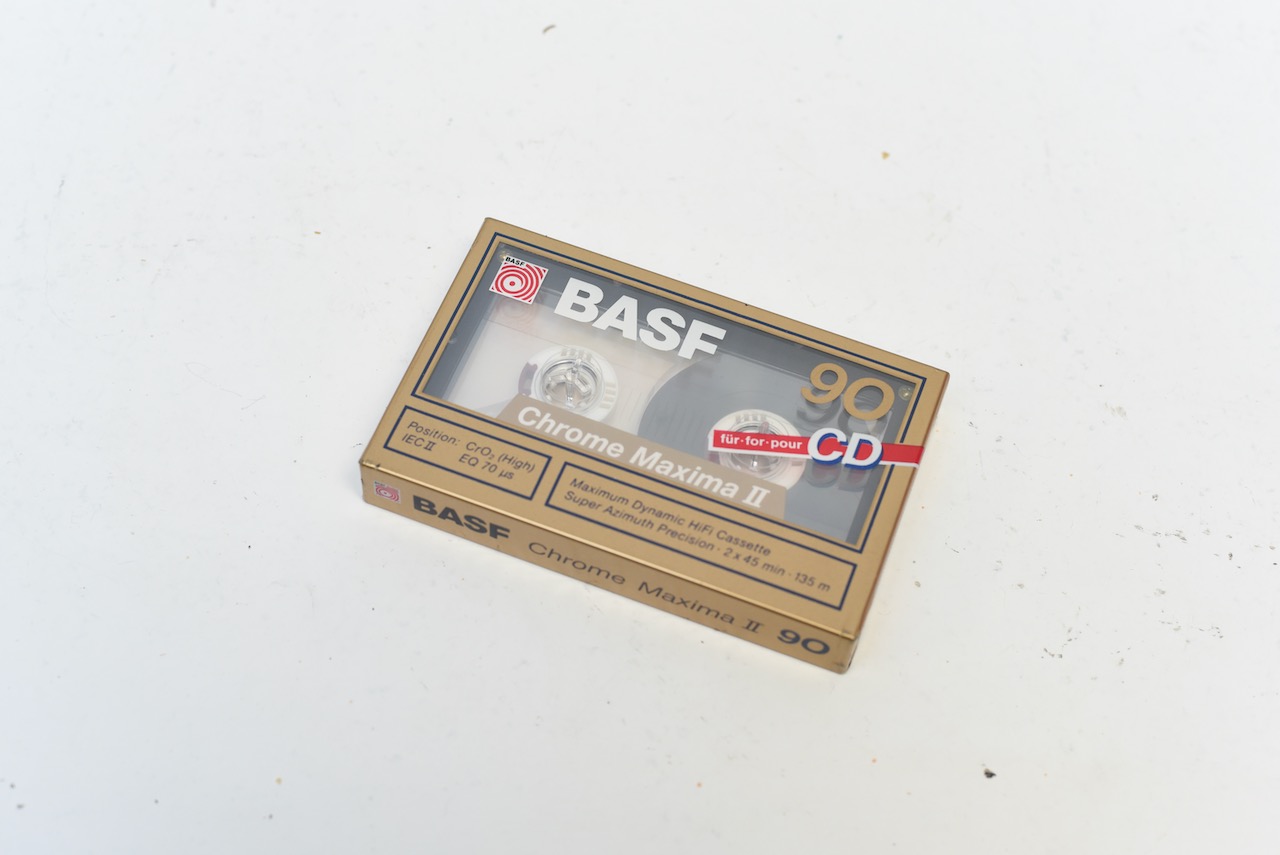 BASF
BASF
90
für·for·pour CD
Chrome Maxima II
Position: CrO₂ (High)
IEC II EQ 70 µs
Maximum Dynamic HiFi Cassette
Super Azimuth Precision · 2 x 45 min · 135 m
BASF Chrome Maxima II 90